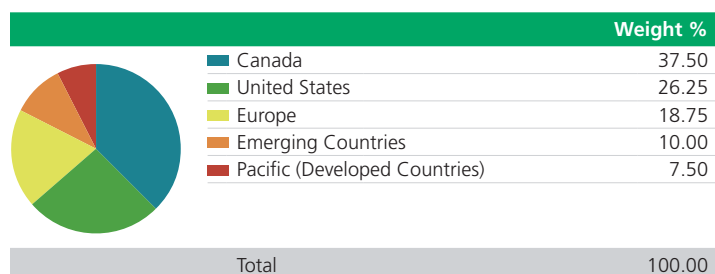 Weight %
Canada 37.50
United States 26.25
Europe 18.75
Emerging Countries 10.00
Pacific (Developed Countries) 7.50
Total 100.00